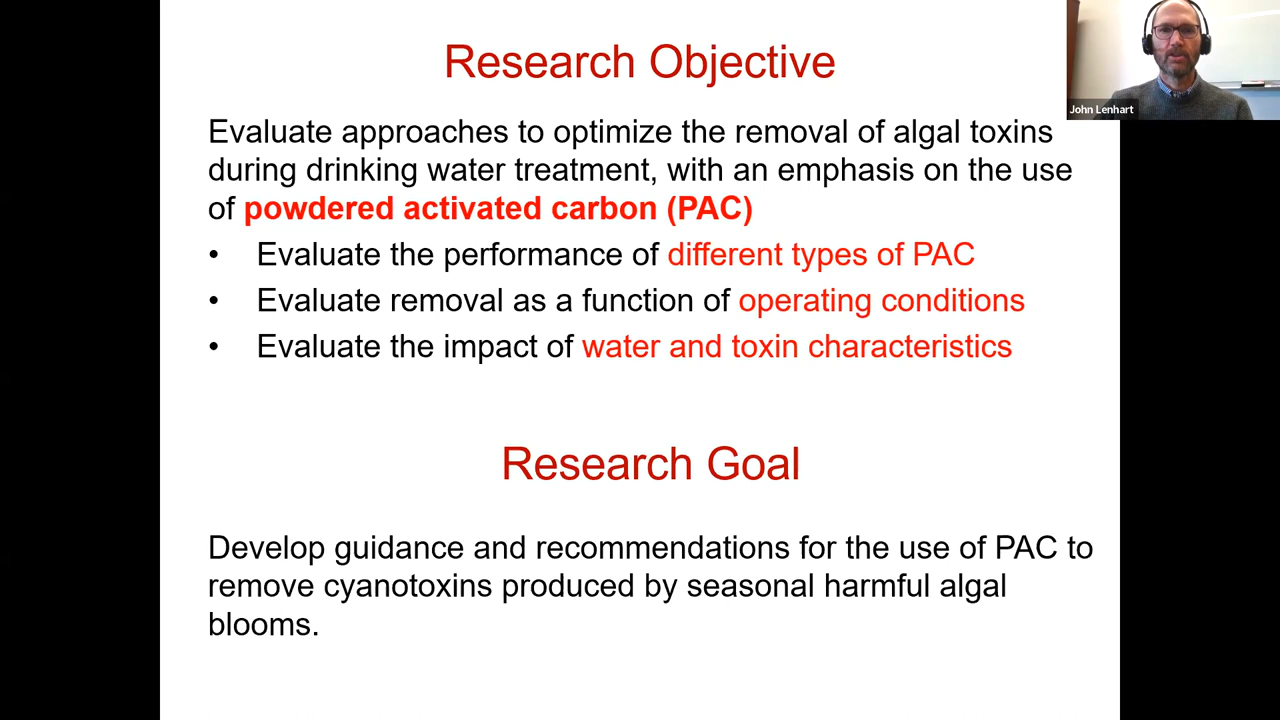 Research Objective
John Lenhart
Evaluate approaches to optimize the removal of algal toxins
during drinking water treatment, with an emphasis on the use
of powdered activated carbon (PAC)
• Evaluate the performance of different types of PAC
• Evaluate removal as a function of operating conditions
• Evaluate the impact of water and toxin characteristics
Research Goal
Develop guidance and recommendations for the use of PAC to
remove cyanotoxins produced by seasonal harmful algal
blooms.